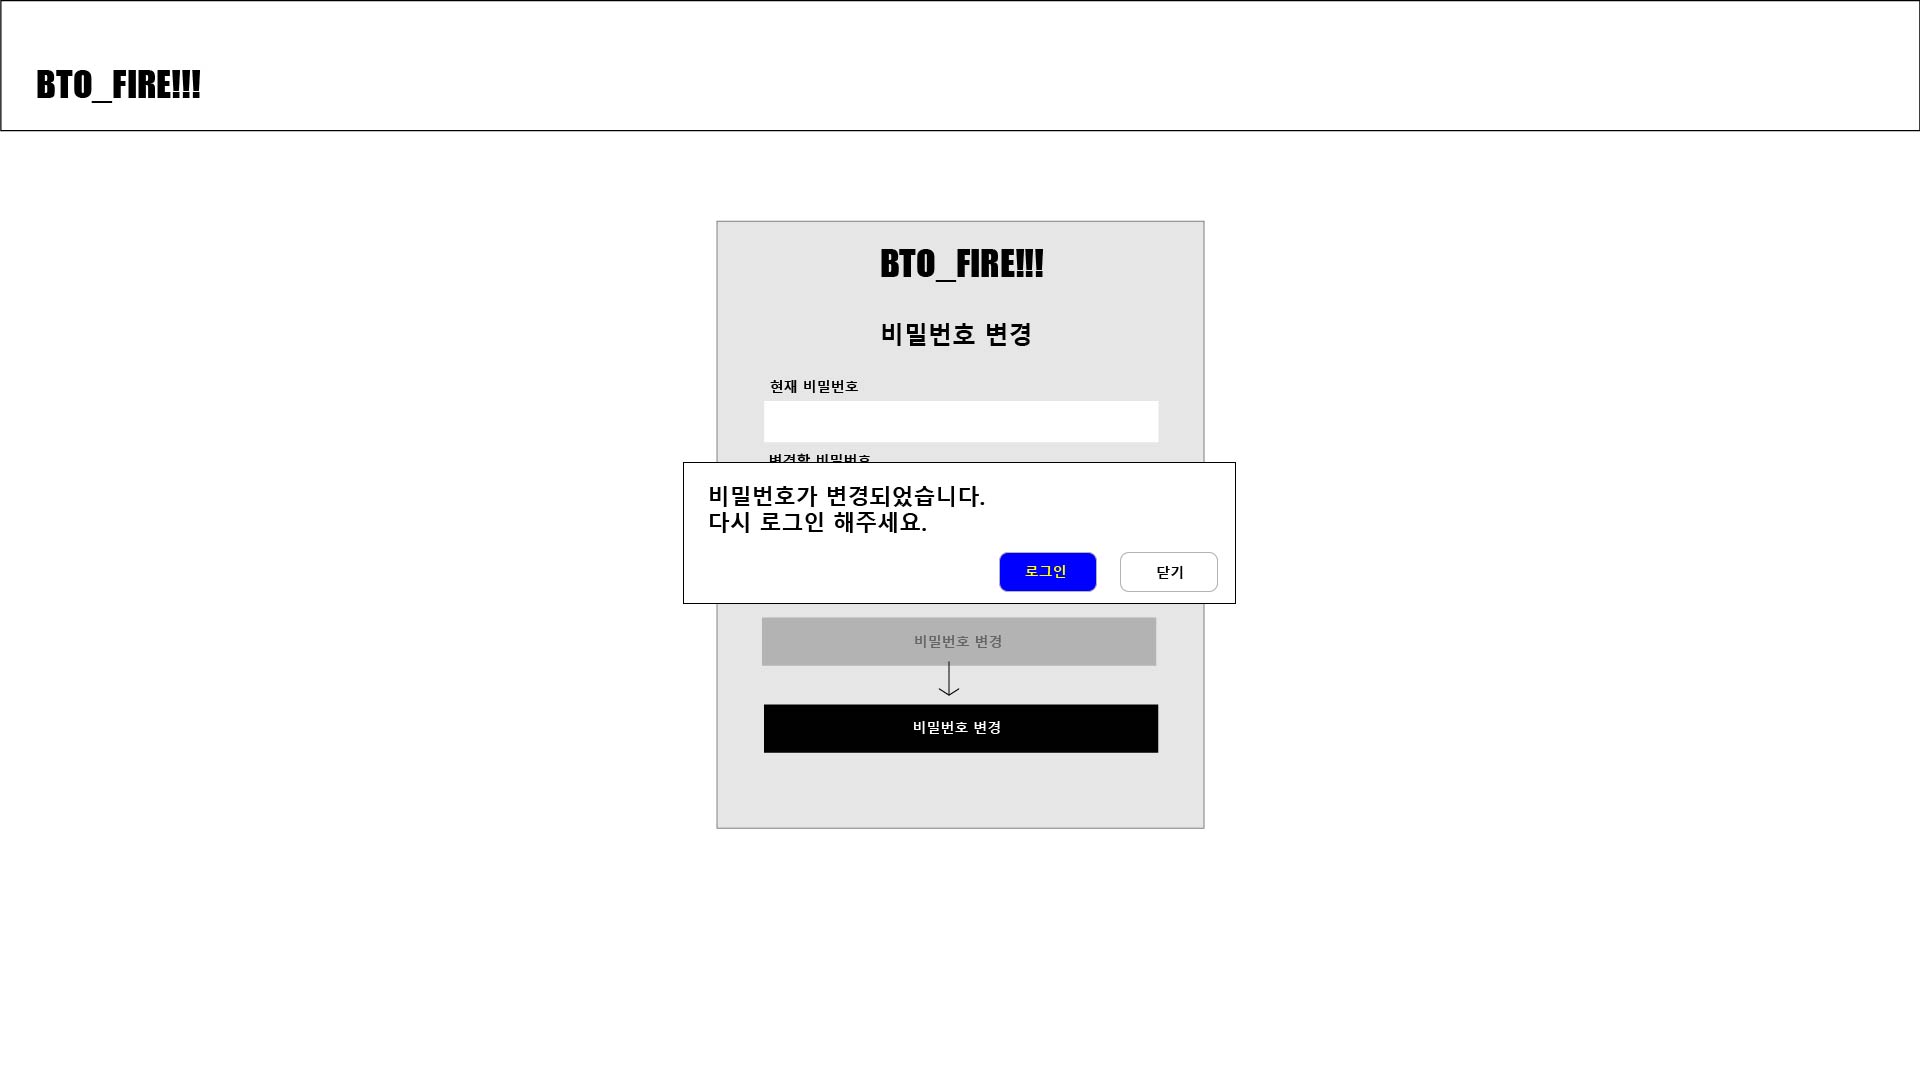 BTO_FIRE!!!
BTO_FIRE!!!
비밀번호 변경
현재 비밀번호
변경할 비밀번호
비밀번호가 변경되었습니다.
다시 로그인 해주세요.
로그인
닫기
비밀번호 변경
비밀번호 변경